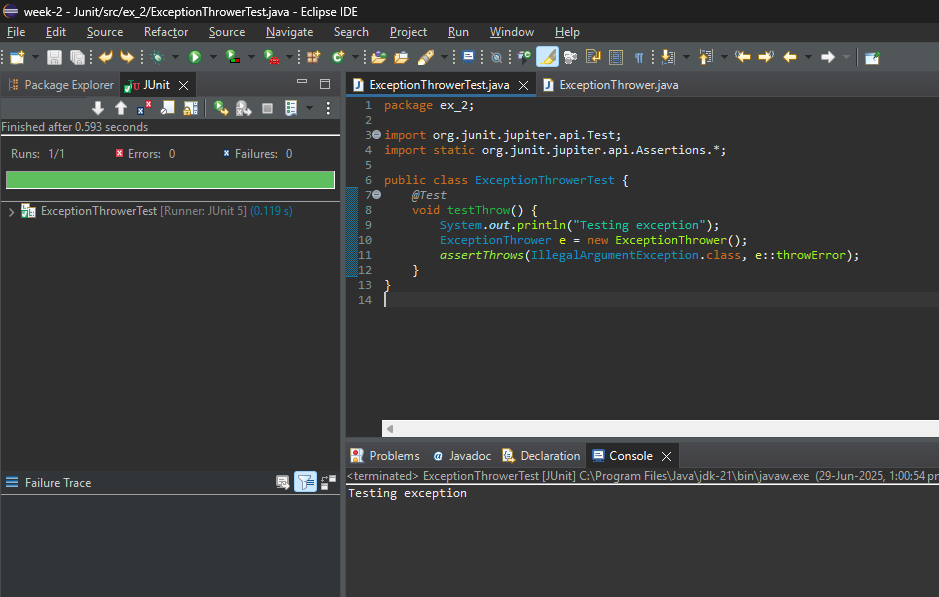 week-2 - Junit/src/ex_2/ExceptionThrowerTest.java - Eclipse IDE
File Edit Source Refactor Source Navigate Search Project Run Window Help
Package Explorer JUnit
Finished after 0.593 seconds
Runs: 1/1 Errors: 0 Failures: 0
ExceptionThrowerTest [Runner: JUnit 5] (0.119 s)
Failure Trace
ExceptionThrowerTest.java ExceptionThrower.java
1 package ex_2;
2
3 import org.junit.jupiter.api.Test;
4 import static org.junit.jupiter.api.Assertions.*;
5
6 public class ExceptionThrowerTest {
7 @Test
8 void testThrow() {
9 System.out.println("Testing exception");
10 ExceptionThrower e = new ExceptionThrower();
11 assertThrows(IllegalArgumentException.class, e::throwError);
12 }
13 }
14
Problems Javadoc Declaration Console
<terminated> ExceptionThrowerTest [JUnit] C:\Program Files\Java\jdk-21\bin\javaw.exe (29-Jun-2025, 1:00:54 pm
Testing exception